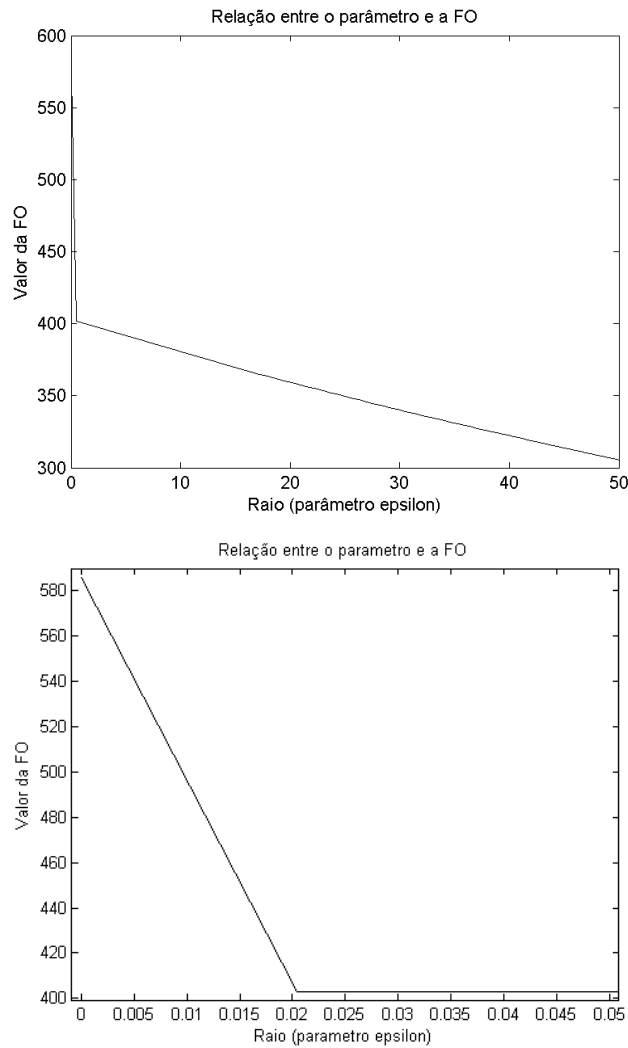 Relação entre o parâmetro e a FO
600
550
500
450
400
350
300
Valor da FO
0 10 20 30 40 50
Raio (parâmetro epsilon)
Relação entre o parametro e a FO
580
560
540
520
500
480
460
440
420
400
Valor da FO
0 0.005 0.01 0.015 0.02 0.025 0.03 0.035 0.04 0.045 0.05
Raio (parametro epsilon)